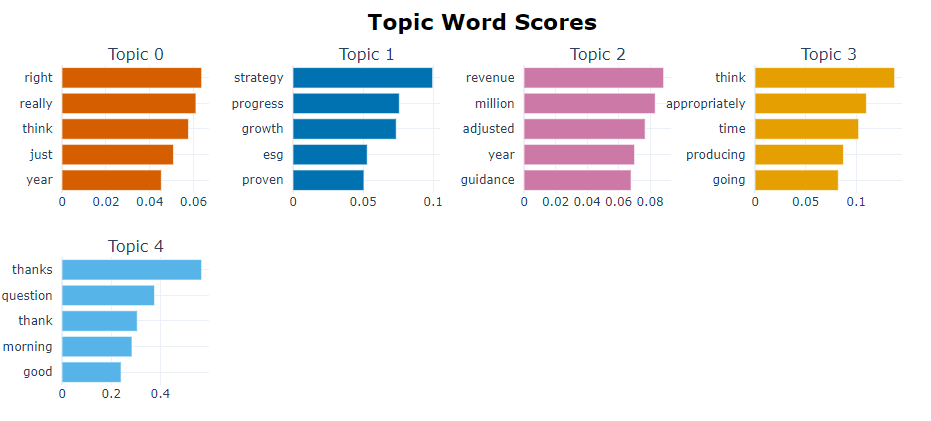 Topic Word Scores
Topic 0
right
really
think
just
year
0 0.02 0.04 0.06
Topic 1
strategy
progress
growth
esg
proven
0 0.05 0.1
Topic 2
revenue
million
adjusted
year
guidance
0 0.02 0.04 0.06 0.08
Topic 3
think
appropriately
time
producing
going
0 0.05 0.1
Topic 4
thanks
question
thank
morning
good
0 0.2 0.4